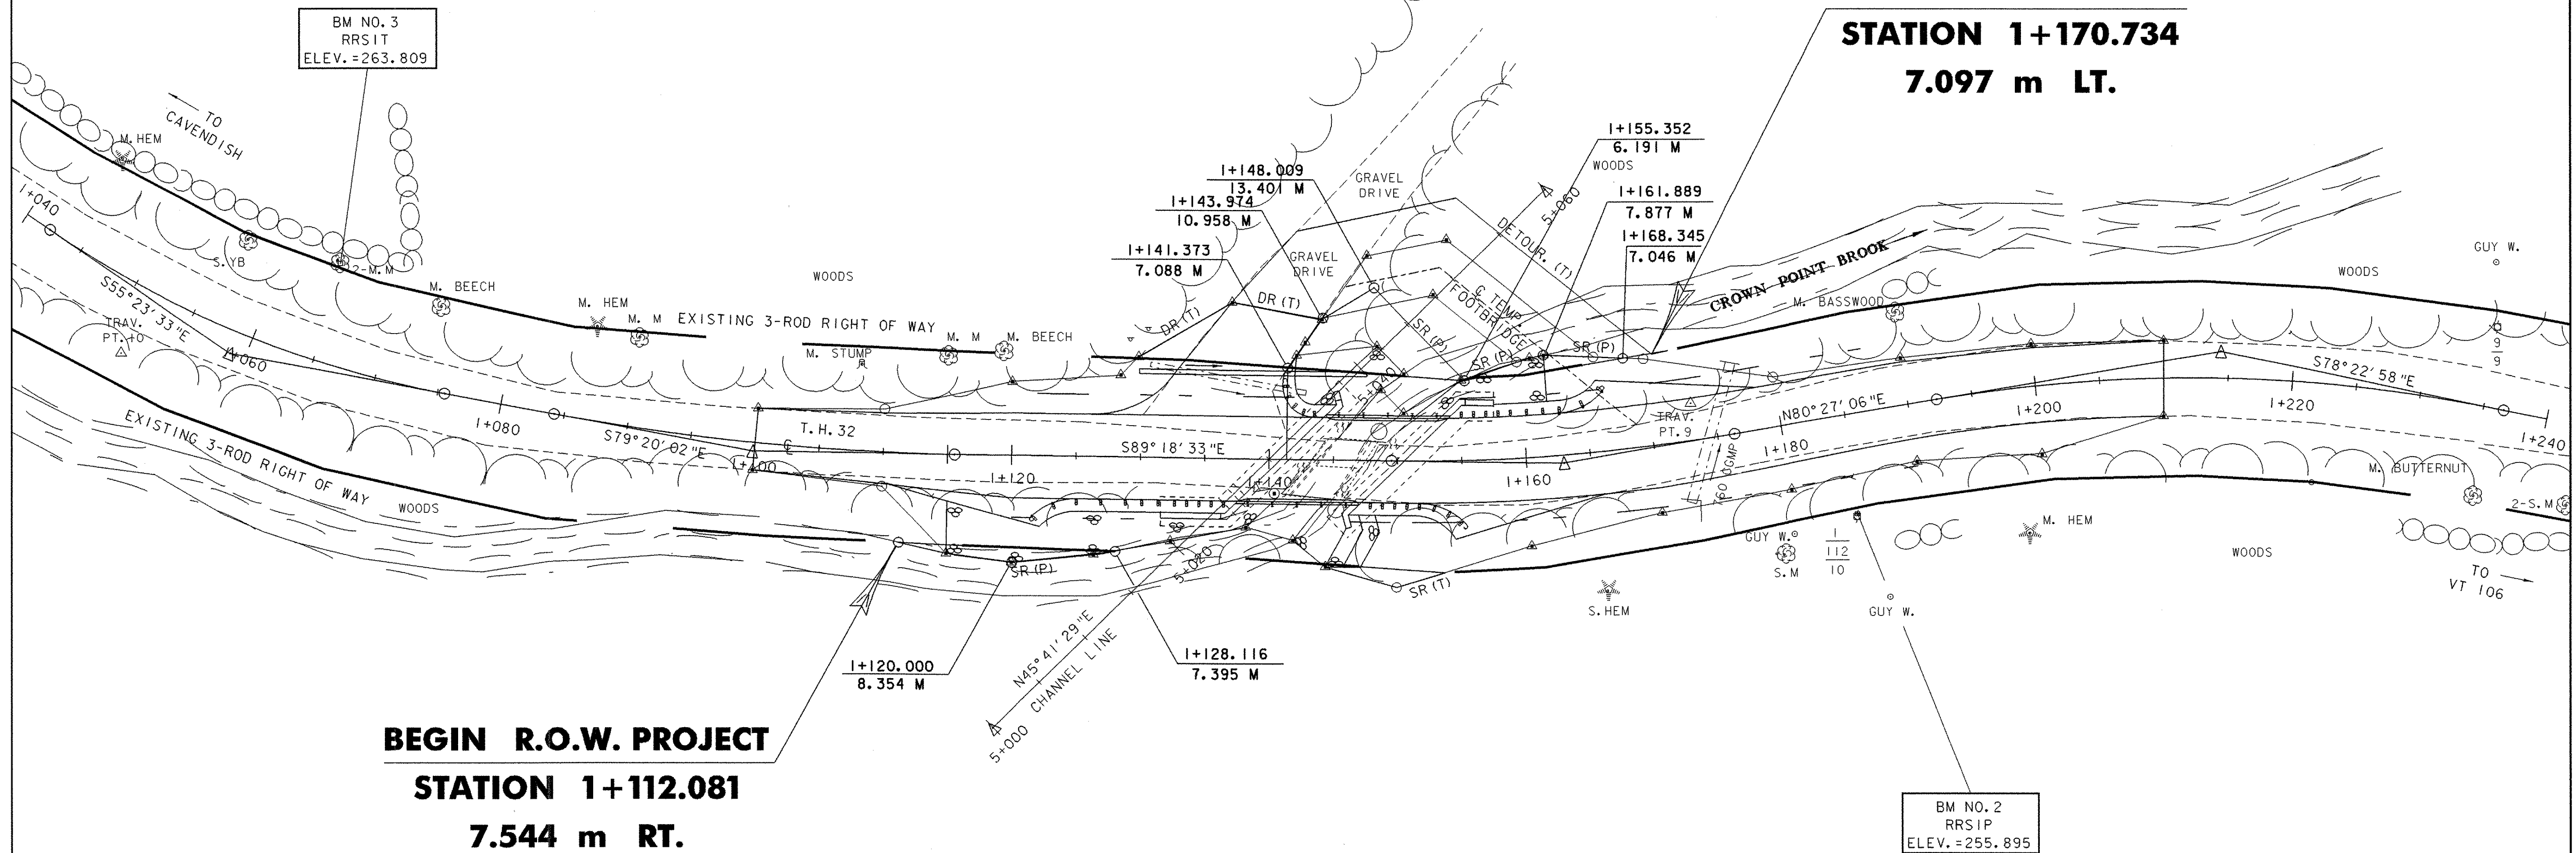 BM NO. 3
RRSIT
ELEV. =263.809
STATION 1+170.734
7.097 m LT.
TO
CAVENDISH
M. HEM
1+040
S. YB
2-M. M
M. BEECH
M. HEM
M. M
EXISTING 3-ROD RIGHT OF WAY
WOODS
M. STUMP
M. M
M. BEECH
S55°23'33"E
TRAV.
PT. 10
1+060
1+080
EXISTING 3-ROD RIGHT OF WAY
WOODS
S79°20'02"E
1+100
T. H. 32
℄
1+120
S89°18'33"E
1+140
1+160
1+148.009
13.401 M
1+143.974
10.958 M
1+141.373
7.088 M
GRAVEL
DRIVE
GRAVEL
DRIVE
DR (T)
DR (T)
1+155.352
6.191 M
WOODS
1+161.889
7.877 M
1+168.345
7.046 M
5+060
DETOUR. (T)
℄ TEMP.
FOOTBRIDGE
SR (P)
SR (P)
SR (P)
5+040
CROWN POINT BROOK
M. BASSWOOD
WOODS
GUY W.
9
9
LT
TRAV.
PT. 9
760 CGMP
1+180
N80°27'06"E
1+200
S78°22'58"E
1+220
1+240
M. BUTTERNUT
2-S. M
GUY W.
S. M
1
112
10
M. HEM
WOODS
TO
VT 106
S. HEM
GUY W.
SR (P)
5+020
SR (T)
N45°41'29"E
CHANNEL LINE
5+000
1+120.000
8.354 M
1+128.116
7.395 M
BEGIN R.O.W. PROJECT
STATION 1+112.081
7.544 m RT.
BM NO. 2
RRSIP
ELEV. =255.895